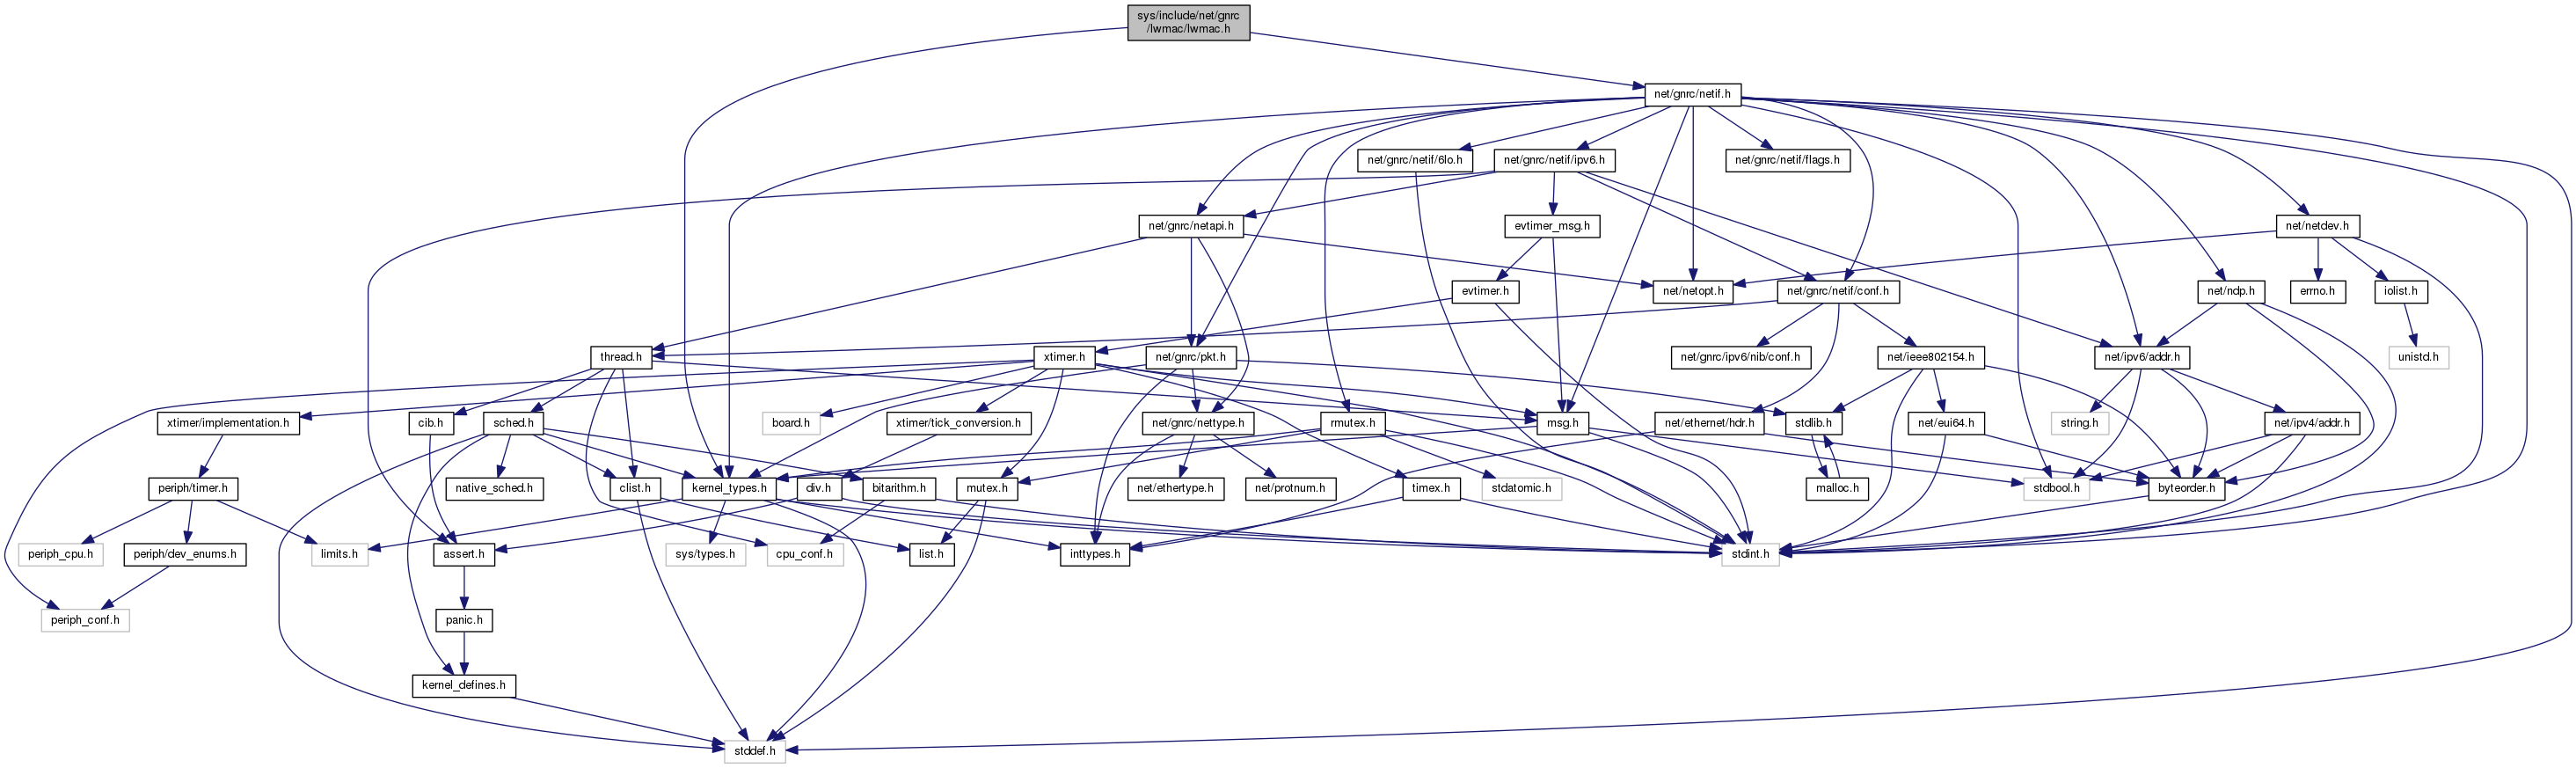 sys/include/net/gnrc
/lwmac/lwmac.h
net/gnrc/netif.h
net/gnrc/netif/6lo.h
net/gnrc/netif/ipv6.h
net/gnrc/netif/flags.h
net/gnrc/netapi.h
evtimer_msg.h
net/netdev.h
evtimer.h
net/netopt.h
net/gnrc/netif/conf.h
net/ndp.h
errno.h
iolist.h
thread.h
xtimer.h
net/gnrc/pkt.h
net/gnrc/ipv6/nib/conf.h
net/ieee802154.h
net/ipv6/addr.h
unistd.h
xtimer/implementation.h
cib.h
sched.h
board.h
xtimer/tick_conversion.h
net/gnrc/nettype.h
rmutex.h
msg.h
net/ethernet/hdr.h
stdlib.h
net/eui64.h
string.h
net/ipv4/addr.h
periph/timer.h
native_sched.h
clist.h
kernel_types.h
div.h
bitarithm.h
mutex.h
net/ethertype.h
net/protnum.h
timex.h
stdatomic.h
malloc.h
stdbool.h
byteorder.h
periph_cpu.h
periph/dev_enums.h
limits.h
assert.h
sys/types.h
cpu_conf.h
list.h
inttypes.h
stdint.h
periph_conf.h
panic.h
kernel_defines.h
stddef.h